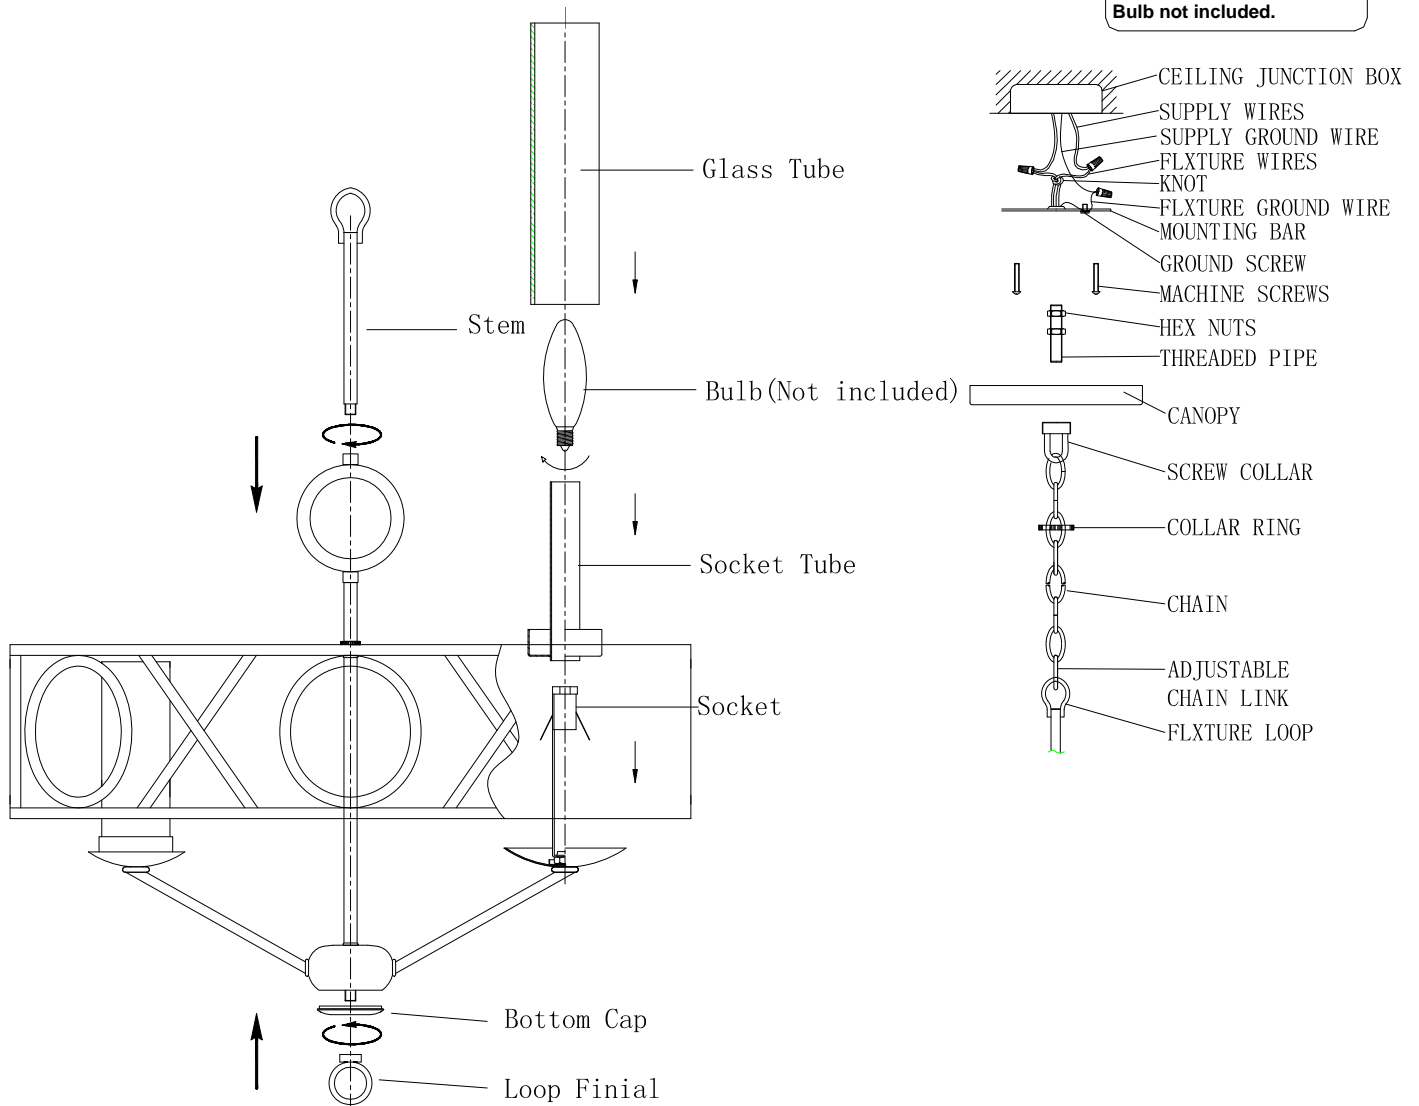 Bulb not included.
CEILING JUNCTION BOX
SUPPLY WIRES
SUPPLY GROUND WIRE
FLXTURE WIRES
KNOT
FLXTURE GROUND WIRE
MOUNTING BAR
GROUND SCREW
MACHINE SCREWS
HEX NUTS
THREADED PIPE
CANOPY
SCREW COLLAR
COLLAR RING
CHAIN
ADJUSTABLE
CHAIN LINK
FLXTURE LOOP
Glass Tube
Stem
Bulb(Not included)
Socket Tube
Socket
Bottom Cap
Loop Finial